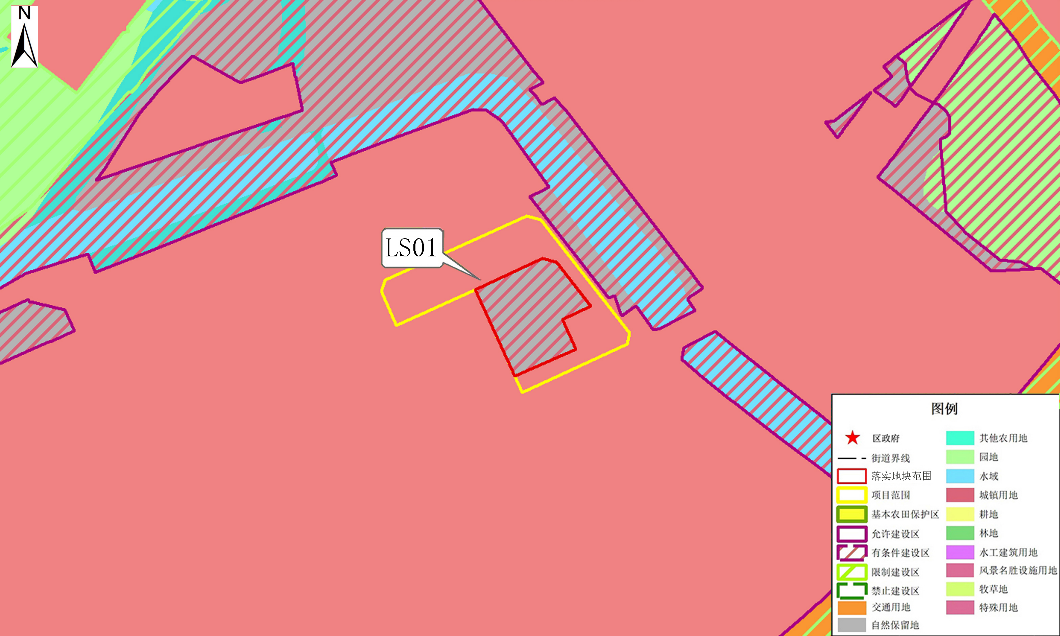 N
LS01
图例
区政府
街道界线
落实地块范围
项目范围
基本农田保护区
允许建设区
有条件建设区
限制建设区
禁止建设区
交通用地
自然保留地
其他农用地
园地
水域
城镇用地
耕地
林地
水工建筑用地
风景名胜设施用地
牧草地
特殊用地